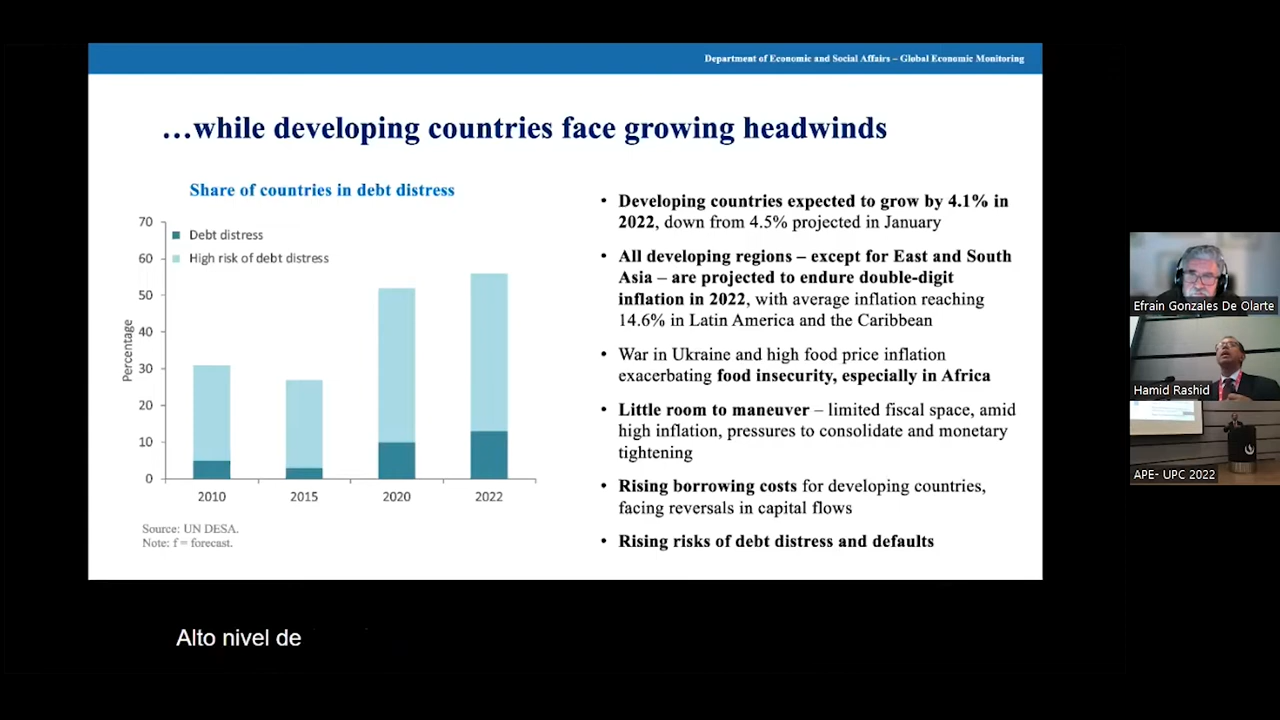 Department of Economic and Social Affairs – Global Economic Monitoring
…while developing countries face growing headwinds
Share of countries in debt distress
70
60
50
40
30
20
10
0
Percentage
Debt distress
High risk of debt distress
2010
2015
2020
2022
Source: UN DESA.
Note: f = forecast.
• Developing countries expected to grow by 4.1% in
2022, down from 4.5% projected in January
• All developing regions – except for East and South
Asia – are projected to endure double-digit
inflation in 2022, with average inflation reaching
14.6% in Latin America and the Caribbean
• War in Ukraine and high food price inflation
exacerbating food insecurity, especially in Africa
• Little room to maneuver – limited fiscal space, amid
high inflation, pressures to consolidate and monetary
tightening
• Rising borrowing costs for developing countries,
facing reversals in capital flows
• Rising risks of debt distress and defaults
Efrain Gonzales De Olarte
Hamid Rashid
APE- UPC 2022
Alto nivel de